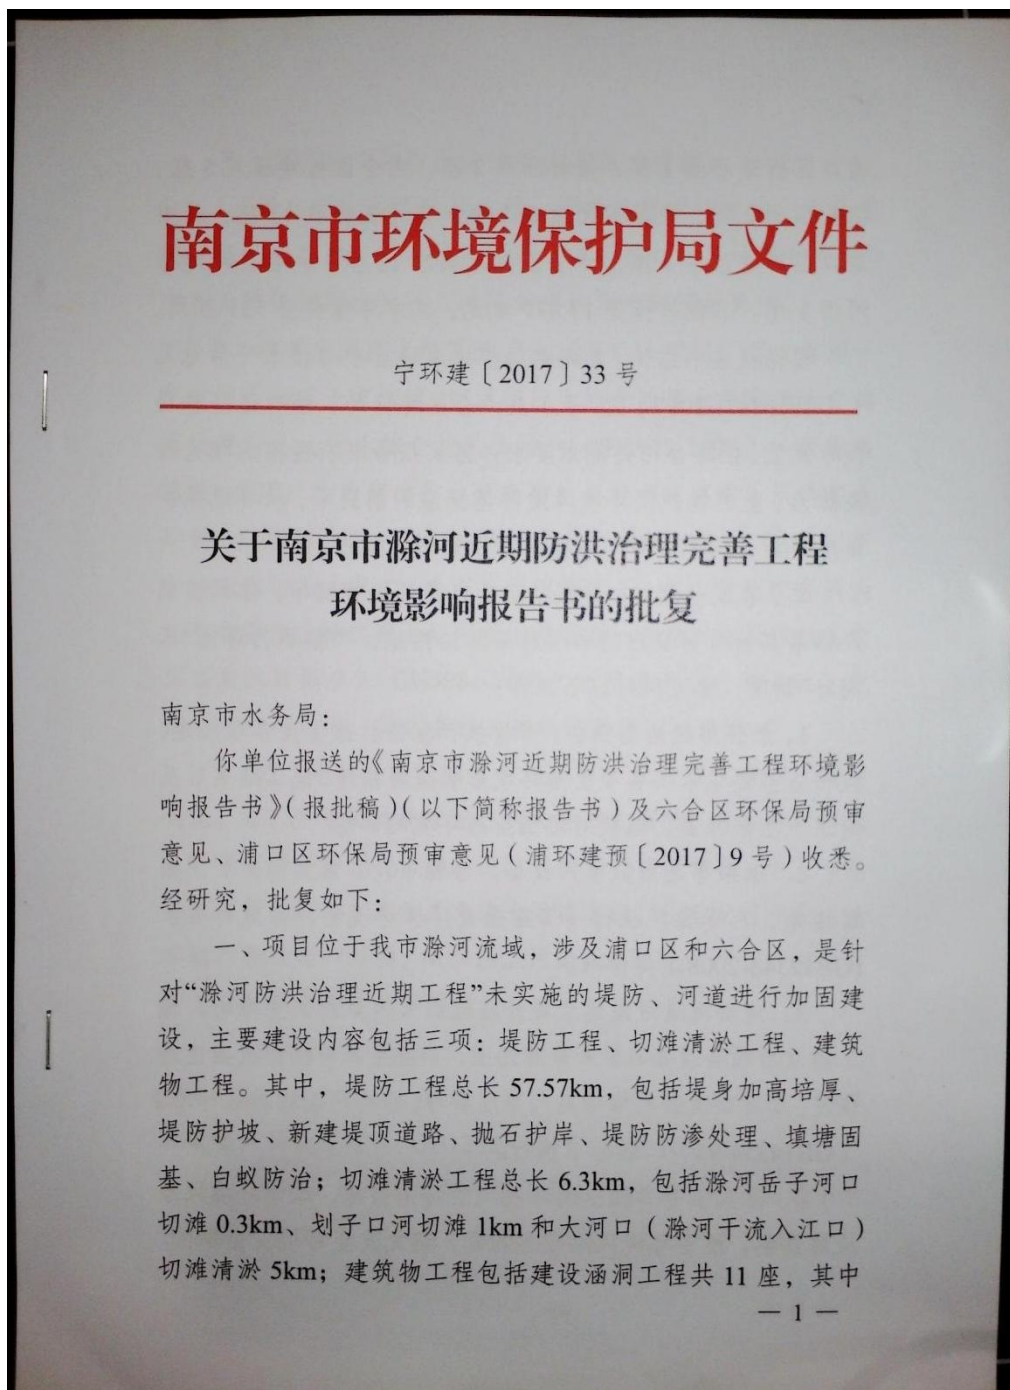 南京市环境保护局文件
宁环建〔2017〕33 号
关于南京市滁河近期防洪治理完善工程
环境影响报告书的批复
南京市水务局：
你单位报送的《南京市滁河近期防洪治理完善工程环境影
响报告书》（报批稿）（以下简称报告书）及六合区环保局预审
意见、浦口区环保局预审意见（浦环建预〔2017〕9 号）收悉。
经研究，批复如下：
一、项目位于我市滁河流域，涉及浦口区和六合区，是针
对“滁河防洪治理近期工程”未实施的堤防、河道进行加固建
设，主要建设内容包括三项：堤防工程、切滩清淤工程、建筑
物工程。其中，堤防工程总长 57.57km，包括堤身加高培厚、
堤防护坡、新建堤顶道路、抛石护岸、堤防防渗处理、填塘固
基、白蚁防治；切滩清淤工程总长 6.3km，包括滁河岳子河口
切滩 0.3km、划子口河切滩 1km 和大河口（滁河干流入江口）
切滩清淤 5km；建筑物工程包括建设涵洞工程共 11 座，其中
— 1 —